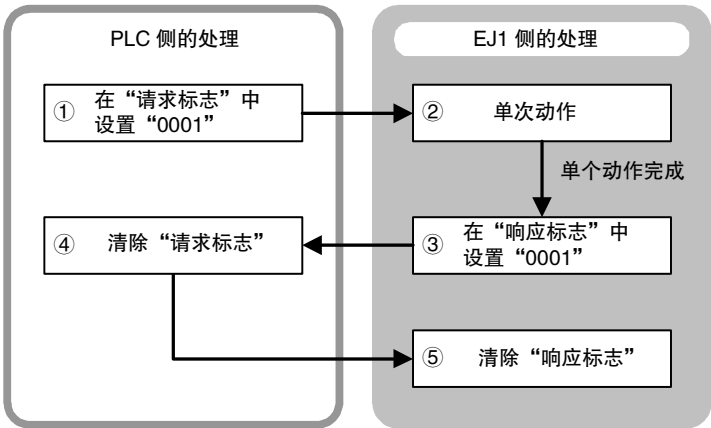 PLC 侧的处理
EJ1 侧的处理
① 在“请求标志”中
设置“0001”
② 单次动作
单个动作完成
③ 在“响应标志”中
设置“0001”
④ 清除“请求标志”
⑤ 清除“响应标志”